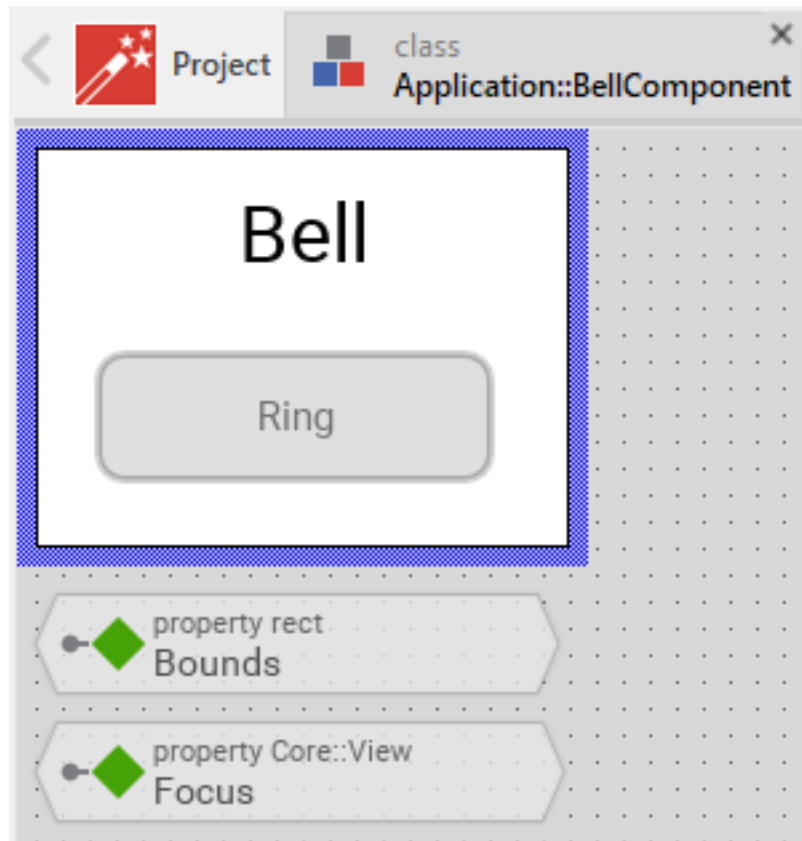 Project
class
Application::BellComponent
Bell
Ring
property rect
Bounds
property Core::View
Focus